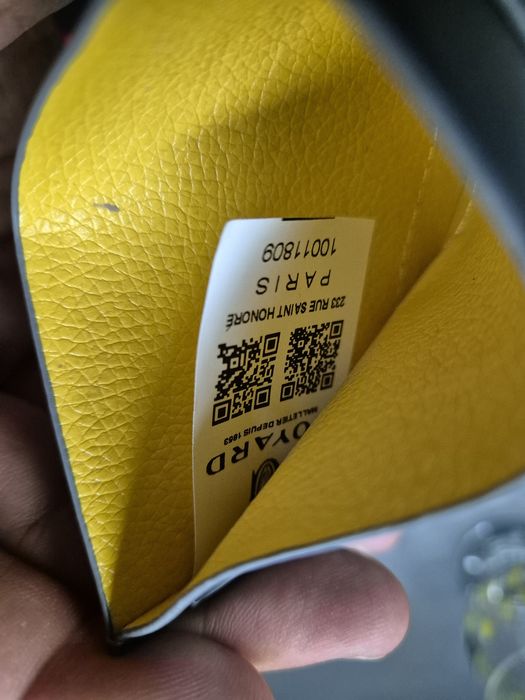 OYARD
MALLETIER DEPUIS 1853
233 RUE SAINT HONORÉ
PARIS
10011809